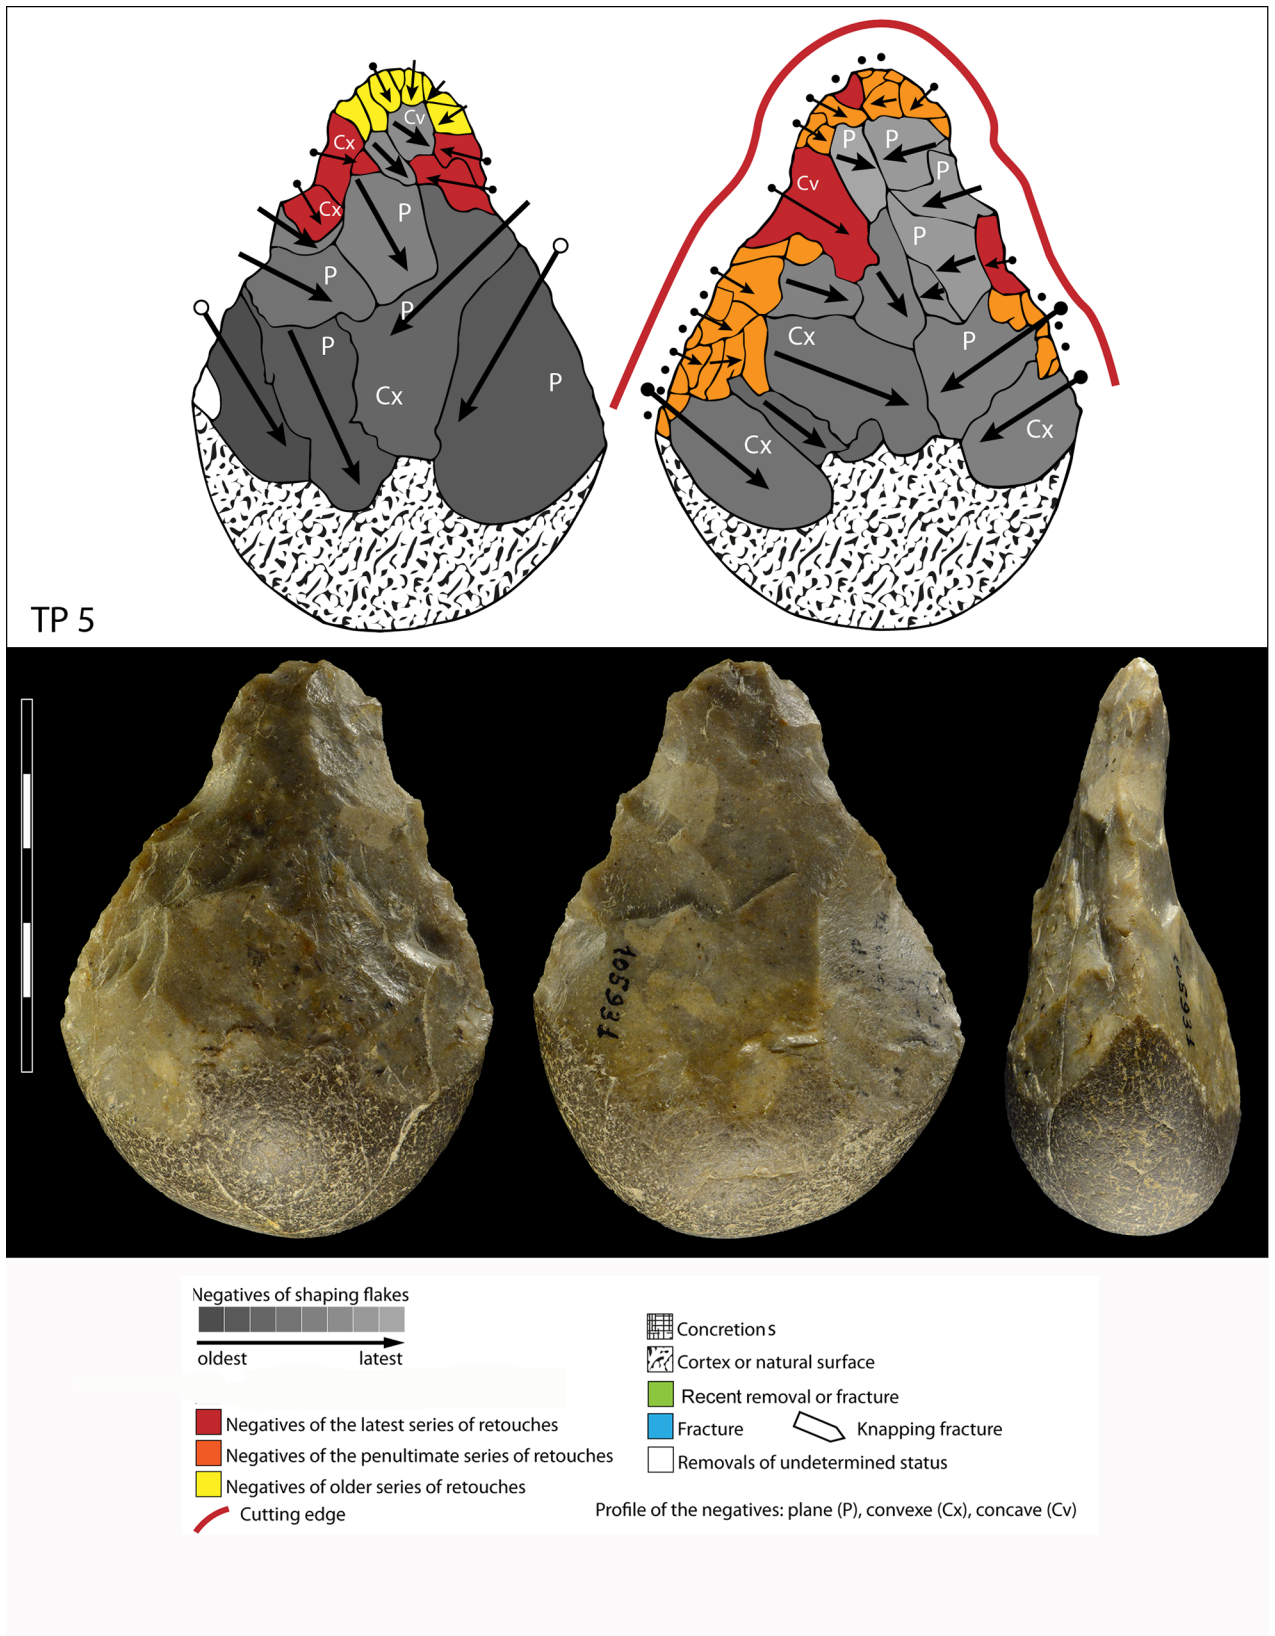 Cv
Cx
Cx
P
P
P
P
Cx
P
P
P
P
Cv
P
Cx
P
Cx
Cx
TP 5
105931
105931
Negatives of shaping flakes
oldest latest
Negatives of the latest series of retouches
Negatives of the penultimate series of retouches
Negatives of older series of retouches
Cutting edge
Concretions
Cortex or natural surface
Recent removal or fracture
Fracture Knapping fracture
Removals of undetermined status
Profile of the negatives: plane (P), convexe (Cx), concave (Cv)